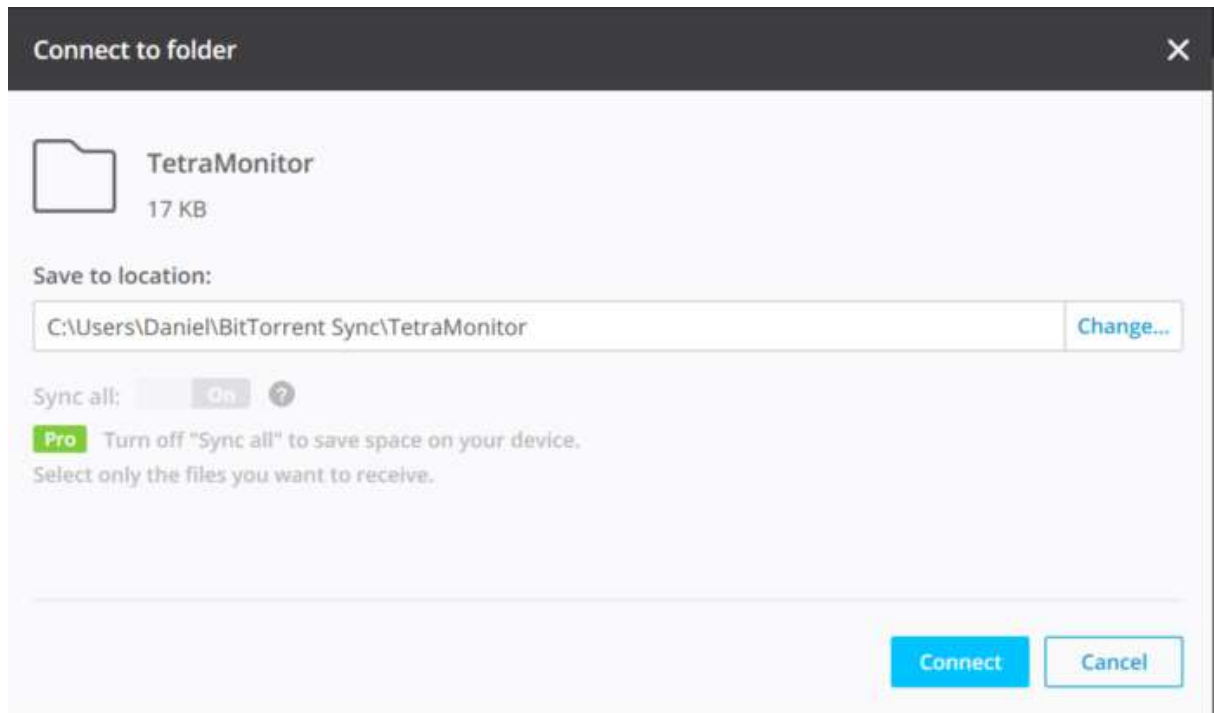 Connect to folder
TetraMonitor
17 KB
Save to location:
C:\Users\Daniel\BitTorrent Sync\TetraMonitor
Change...
Sync all: On ?
Pro Turn off "Sync all" to save space on your device.
Select only the files you want to receive.
Connect Cancel